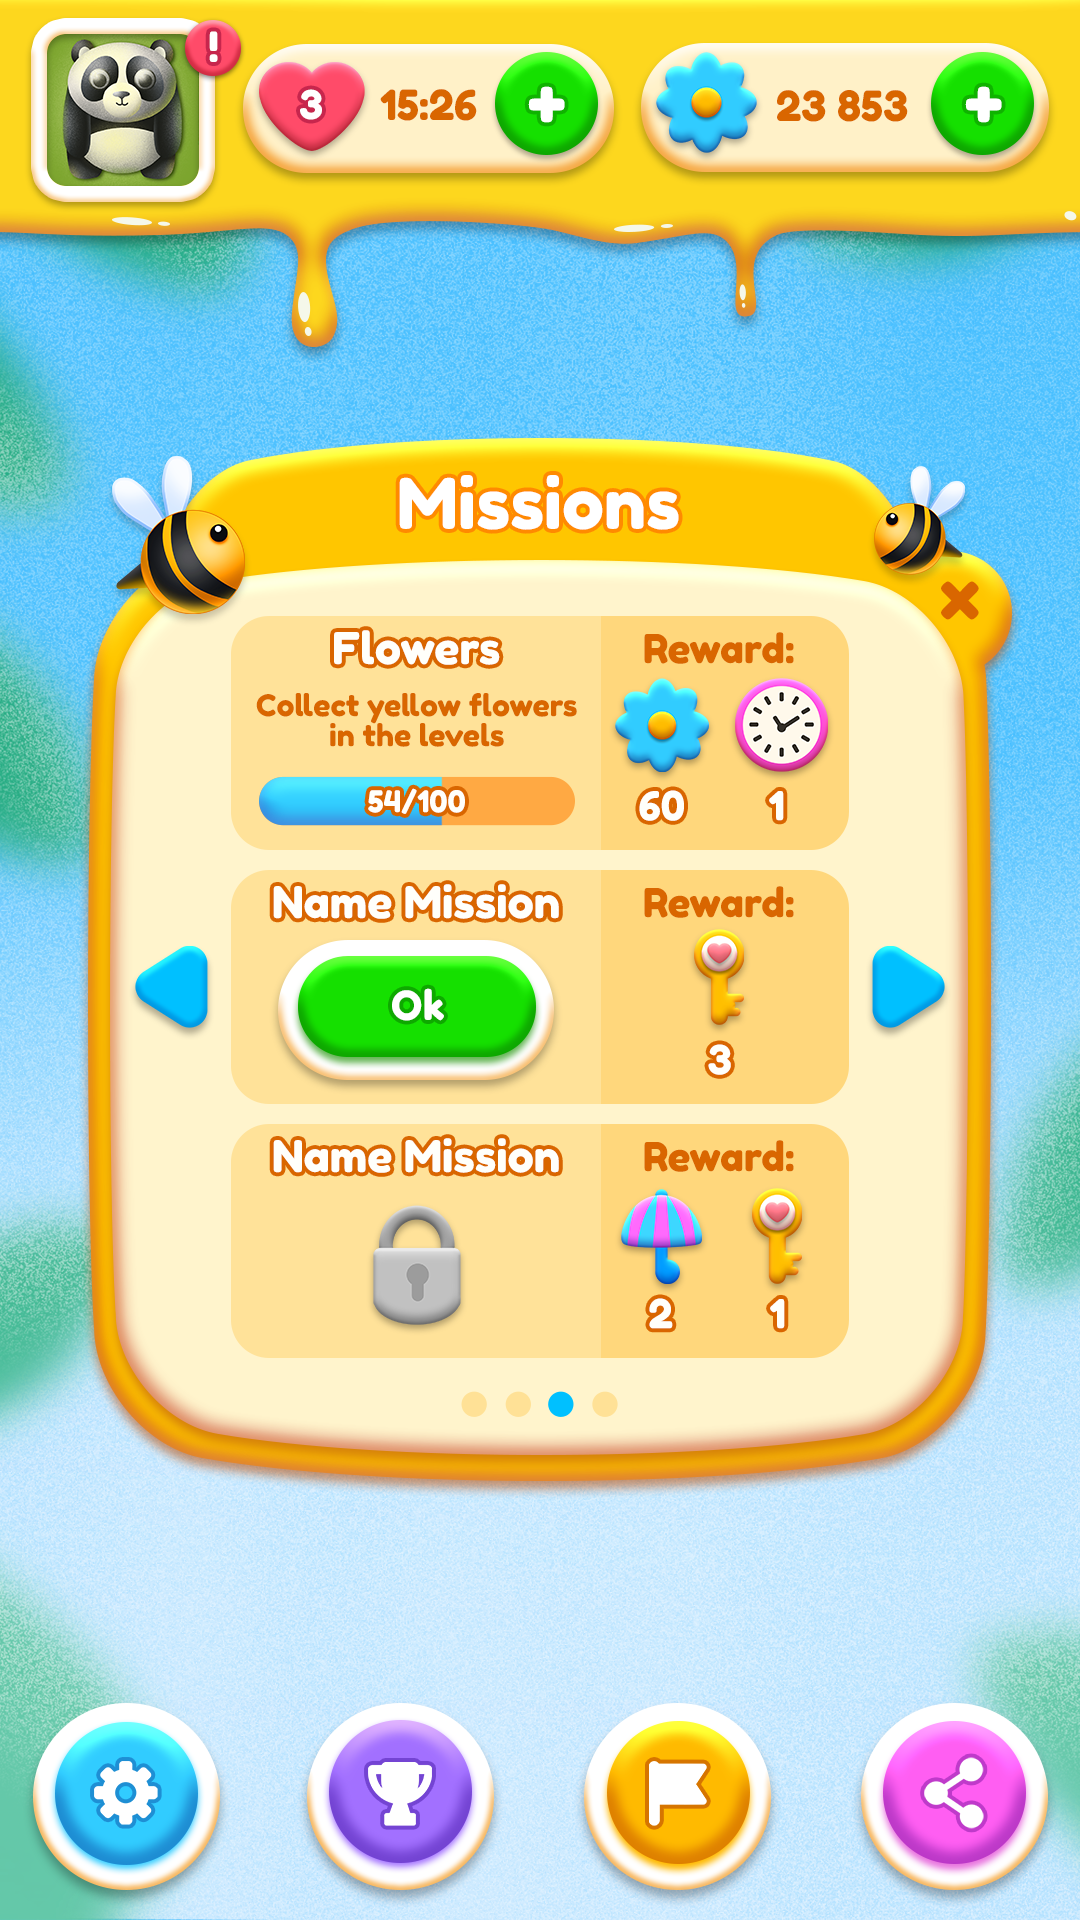 !
3
15:26
23 853
Missions
Flowers
Collect yellow flowers
in the levels
54/100
Reward:
60 1
Name Mission
Ok
Reward:
3
Name Mission
Reward:
2 1